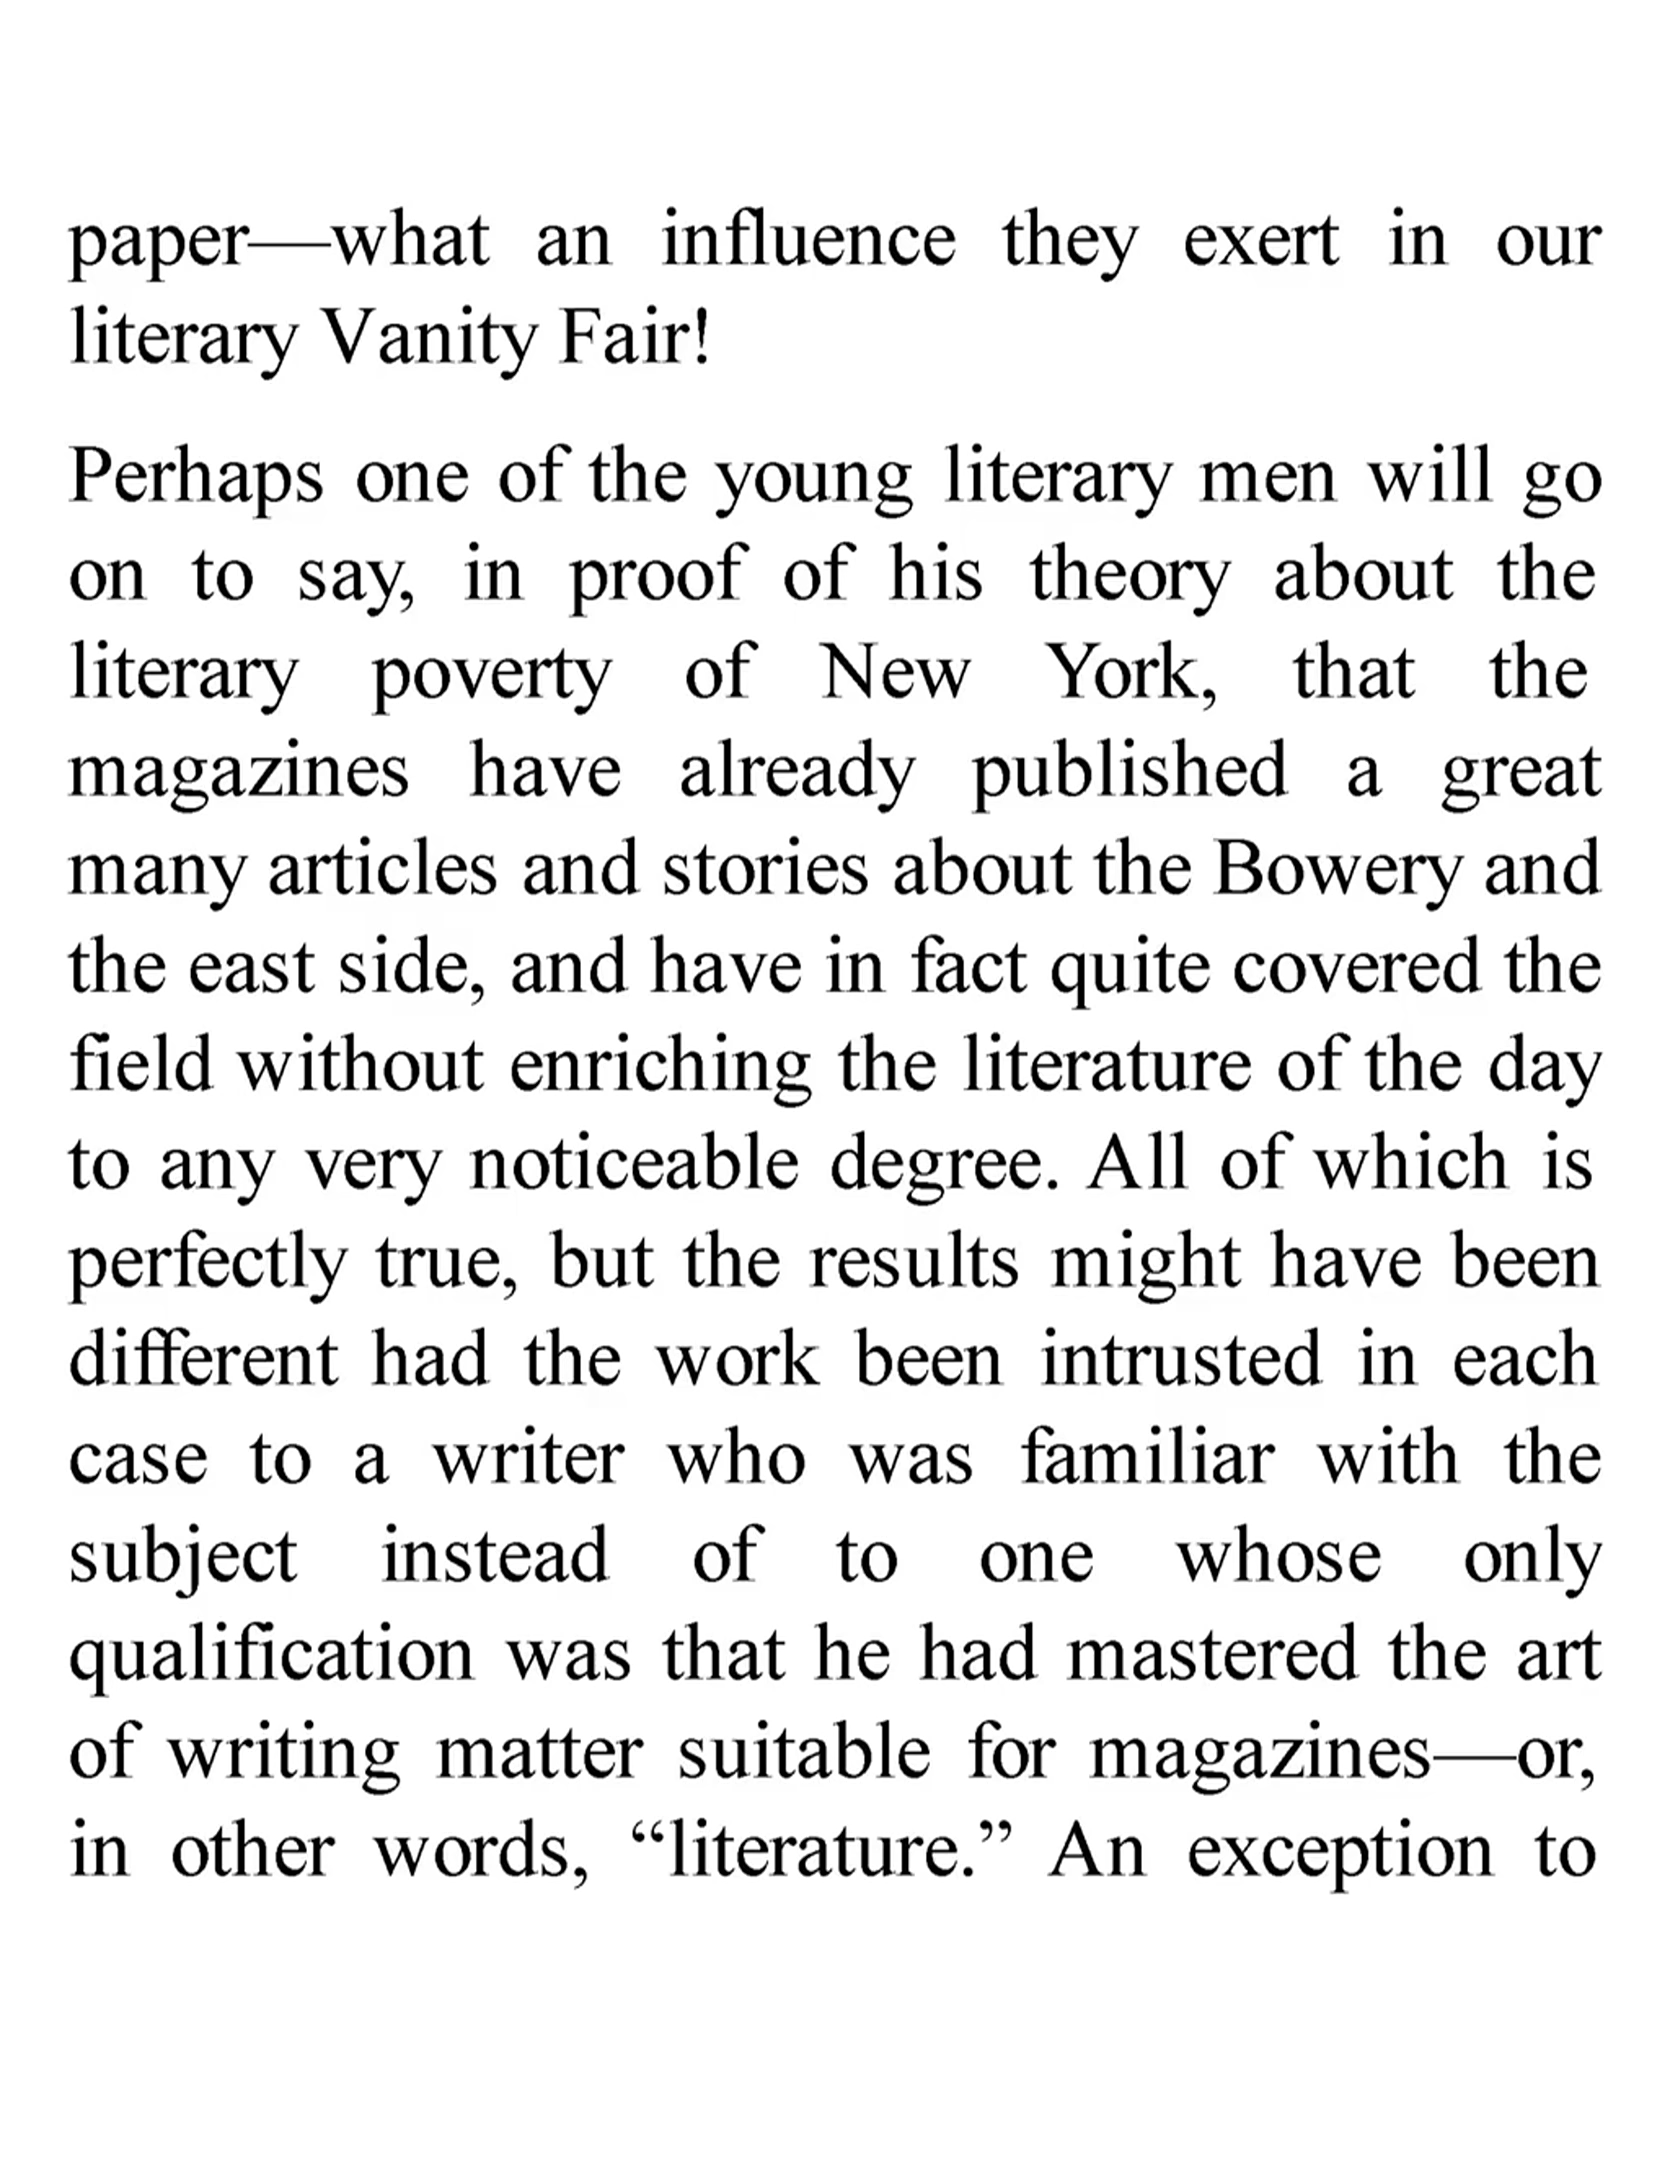 paper—what an influence they exert in our
literary Vanity Fair!
Perhaps one of the young literary men will go
on to say, in proof of his theory about the
literary poverty of New York, that the
magazines have already published a great
many articles and stories about the Bowery and
the east side, and have in fact quite covered the
field without enriching the literature of the day
to any very noticeable degree. All of which is
perfectly true, but the results might have been
different had the work been intrusted in each
case to a writer who was familiar with the
subject instead of to one whose only
qualification was that he had mastered the art
of writing matter suitable for magazines—or,
in other words, “literature.” An exception to